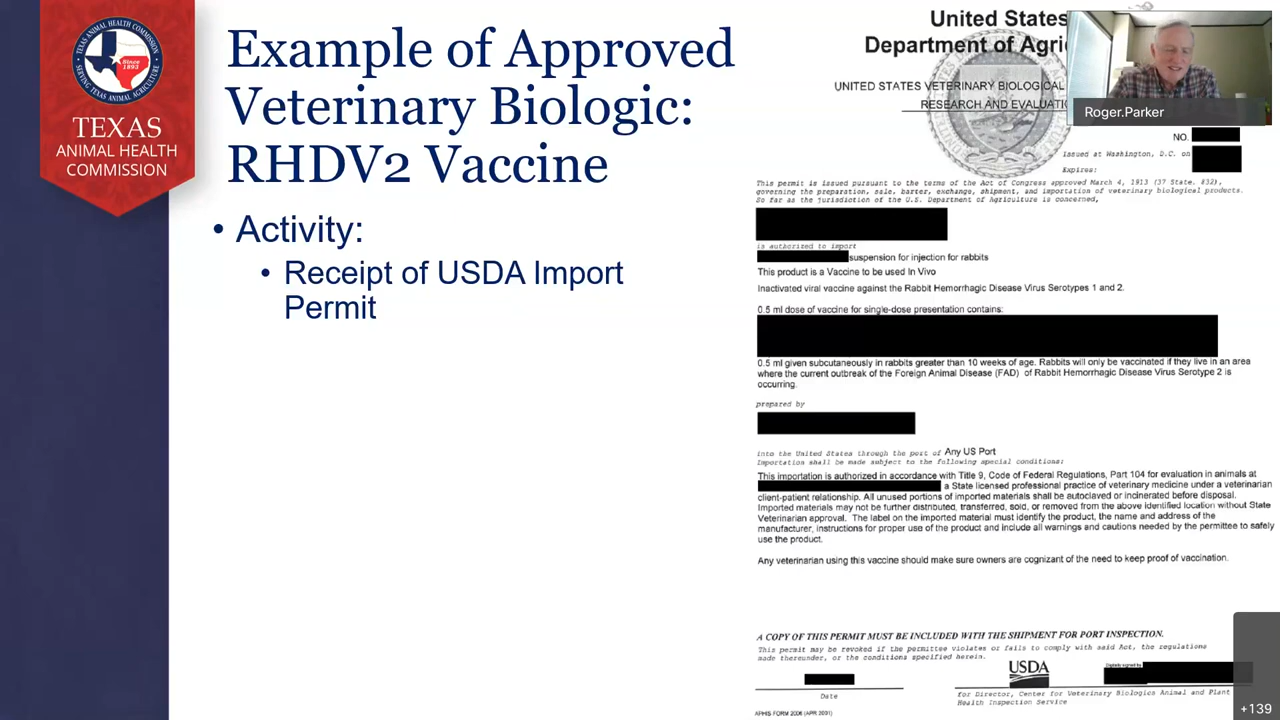 TEXAS ANIMAL HEALTH COMMISSION
Since
1893
SERVING TEXAS ANIMAL AGRICULTURE
TEXAS
ANIMAL HEALTH
COMMISSION
Example of Approved
Veterinary Biologic:
RHDV2 Vaccine
• Activity:
• Receipt of USDA Import
Permit
United States
Department of Agri
UNITED STATES VETERINARY BIOLOGICAL
RESEARCH AND EVALUATI
Roger.Parker
NO.
Issued at Washington, D.C. on
Expires:
This permit is issued pursuant to the terms of the Act of Congress approved March 4, 1913 (37 State. 832),
governing the preparation, sale, barter, exchange, shipment, and importation of veterinary biological products.
So far as the jurisdiction of the U.S. Department of Agriculture is concerned,
is authorized to import
suspension for injection for rabbits
This product is a Vaccine to be used In Vivo
Inactivated viral vaccine against the Rabbit Hemorrhagic Disease Virus Serotypes 1 and 2.
0.5 ml dose of vaccine for single-dose presentation contains:
0.5 ml given subcutaneously in rabbits greater than 10 weeks of age. Rabbits will only be vaccinated if they live in an area
where the current outbreak of the Foreign Animal Disease (FAD) of Rabbit Hemorrhagic Disease Virus Serotype 2 is
occurring.
prepared by
into the United States through the port of Any US Port
Importation shall be made subject to the following special conditions:
This importation is authorized in accordance with Title 9, Code of Federal Regulations, Part 104 for evaluation in animals at
a State licensed professional practice of veterinary medicine under a veterinarian
client-patient relationship. All unused portions of imported materials shall be autoclaved or incinerated before disposal.
Imported materials may not be further distributed, transferred, sold, or removed from the above identified location without State
Veterinarian approval. The label on the imported material must identify the product, the name and address of the
manufacturer, instructions for proper use of the product and include all warnings and cautions needed by the permittee to safely
use the product.
Any veterinarian using this vaccine should make sure owners are cognizant of the need to keep proof of vaccination.
A COPY OF THIS PERMIT MUST BE INCLUDED WITH THE SHIPMENT FOR PORT INSPECTION.
This permit may be revoked if the permittee violates or fails to comply with said Act, the regulations
made thereunder, or the conditions specified herein.
USDA
Digitally signed by
Date
for Director, Center for Veterinary Biologics Animal and Plant
Health Inspection Service
APHIS FORM 2006 (APR 2001)
+139